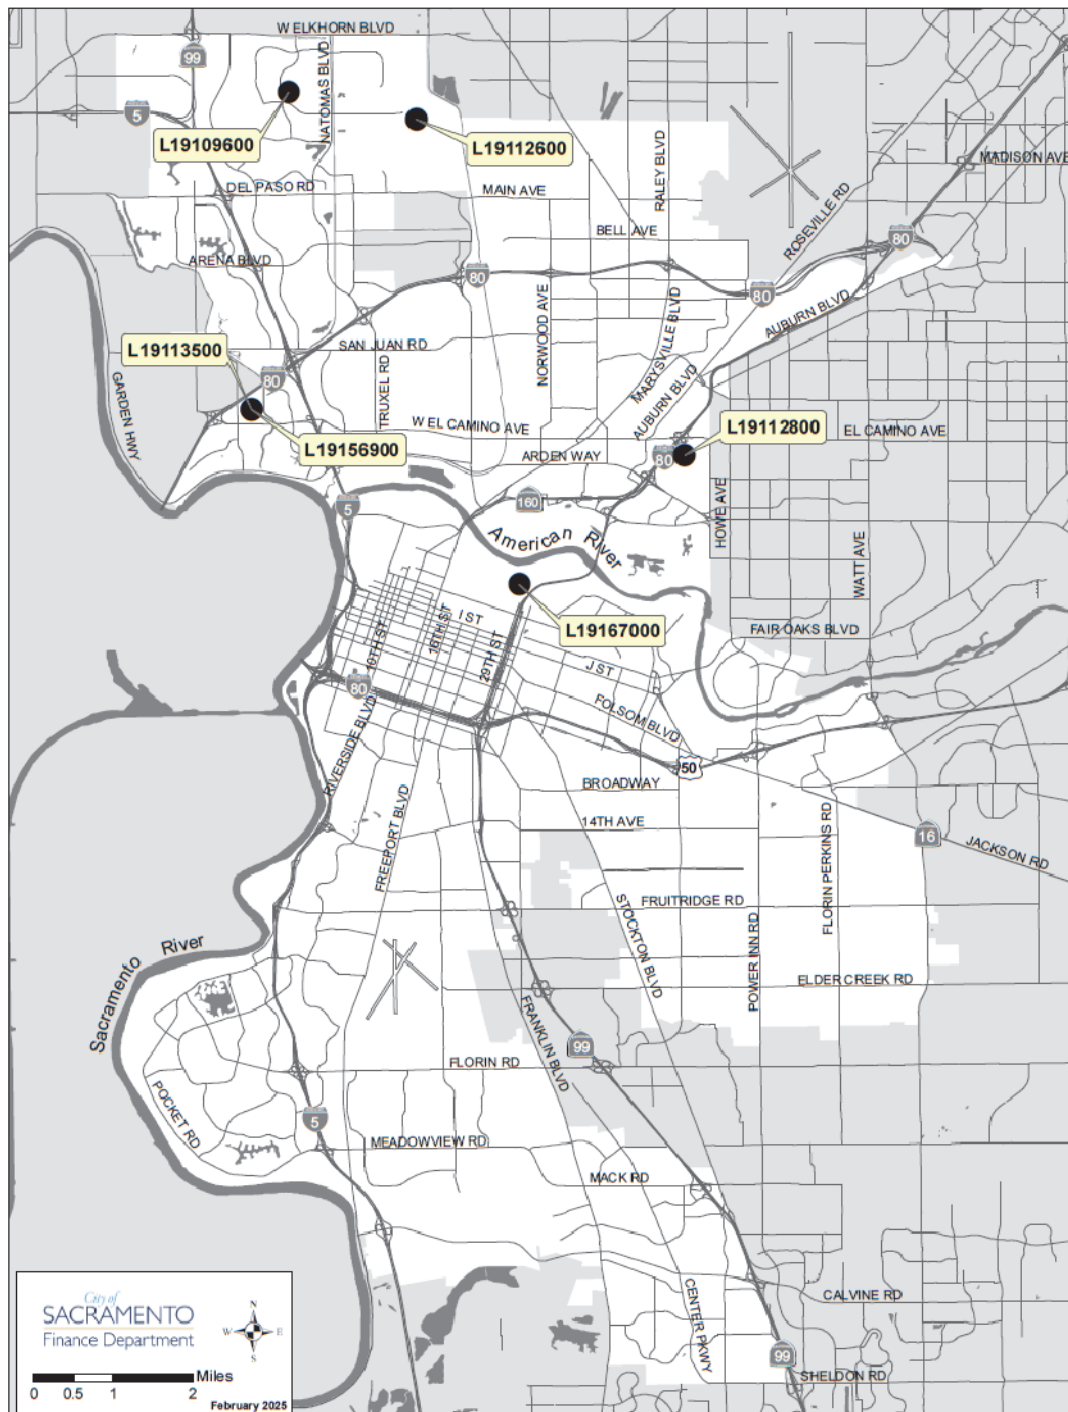 W ELKHORN BLVD
99
NATOMAS BLVD
5
L19109600
L19112600
RALEY BLVD
MADISON AVE
DEL PASO RD
MAIN AVE
ROSEVILLE RD
BELL AVE
80
ARENA BLVD
80
80
NORWOOD AVE
MARYSVILLE BLVD
AUBURN BLVD
L19113500
SAN JUAN RD
80
TRUXEL RD
AUBURN BLVD
GARDEN HWY
W EL CAMINO AVE
L19112800
EL CAMINO AVE
L19156900
ARDEN WAY
80
160
5
HOWE AVE
American River
WATT AVE
L19167000
I ST
16TH ST
10TH ST
29TH ST
FAIR OAKS BLVD
J ST
80
RIVERSIDE BLVD
FOLSOM BLVD
50
BROADWAY
FREEPORT BLVD
14TH AVE
FLORIN PERKINS RD
16
JACKSON RD
FRUITRIDGE RD
STOCKTON BLVD
POWER INN RD
Sacramento River
ELDER CREEK RD
FRANKLIN BLVD
99
FLORIN RD
POCKET RD
5
MEADOWVIEW RD
MACK RD
CENTER PKWY
CALVINE RD
99
SHELDON RD
City of
SACRAMENTO
Finance Department
N
W E
S
Miles
0 0.5 1 2
February 2025